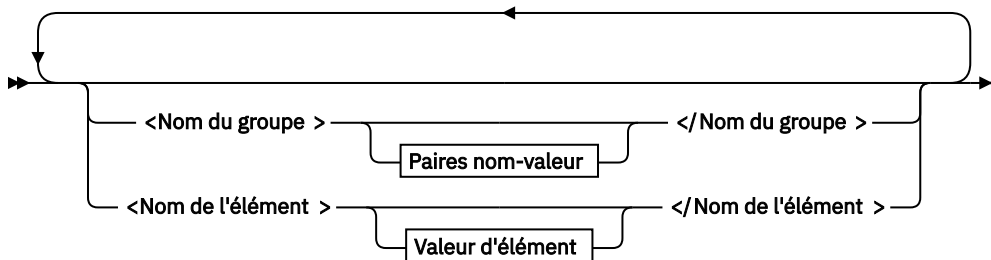 <Nom du groupe > </Nom du groupe >
Paires nom-valeur
<Nom de l'élément > </Nom de l'élément >
Valeur d'élément